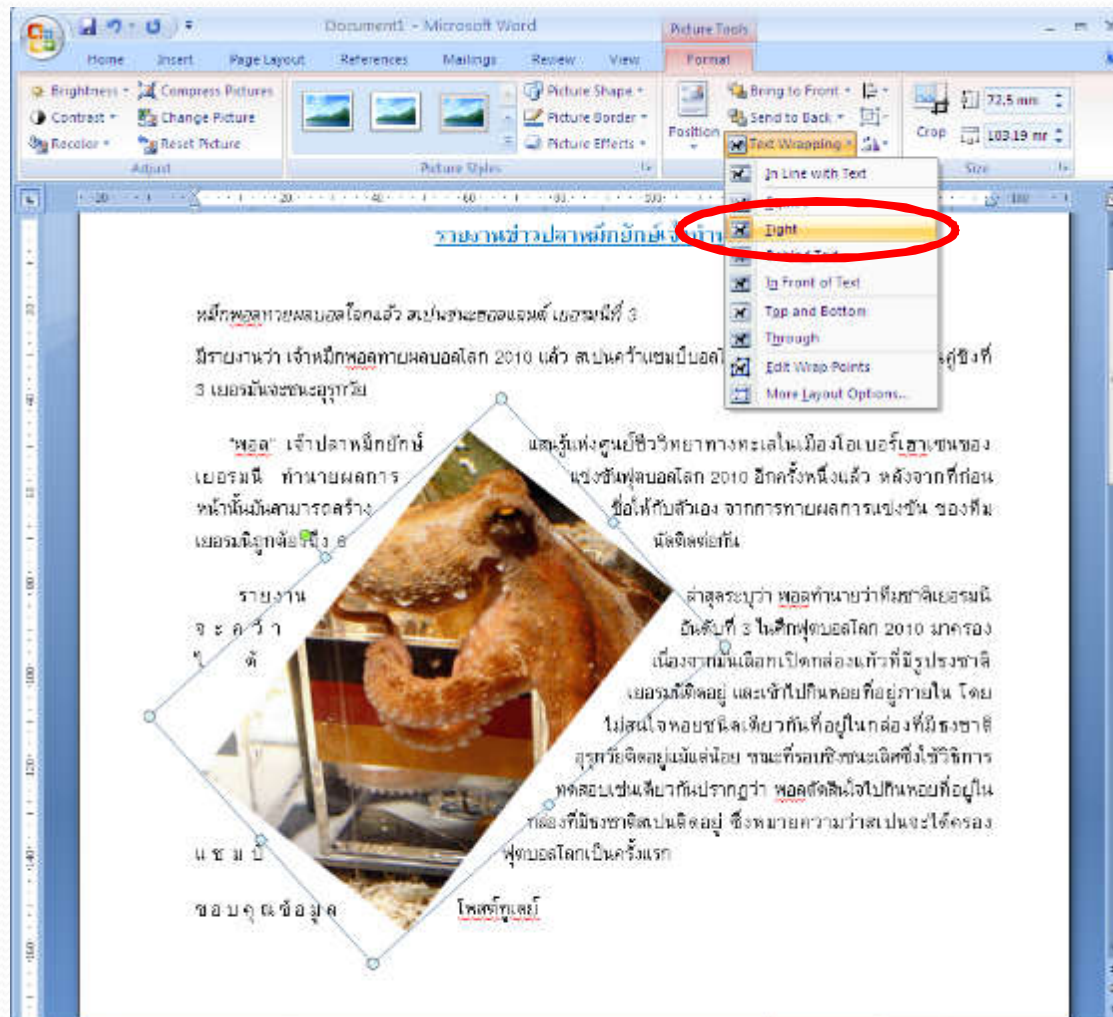 Document1 - Microsoft Word
Picture Tools
Home Insert Page Layout References Mailings Review View Format
Brightness
Compress Pictures
Contrast
Change Picture
Recolor
Reset Picture
Adjust
Picture Styles
Picture Shape
Picture Border
Picture Effects
Position
Bring to Front
Send to Back
Text Wrapping
Crop
72.5 mm
103.19 mm
Size
In Line with Text
Tight
In Front of Text
Top and Bottom
Through
Edit Wrap Points
More Layout Options...
รายงานข่าวปลาหมึกยักษ์เจ้า
หมึกพอลทายผลบอลโลกแล้ว สเปนชนะฮอลแลนด์ เยอรมนีที่ 3
มีรายงานว่า เจ้าหมึกพอลทายผลบอลโลก 2010 แล้ว สเปนคว้าแชมป์ คู่ชิงที่
3 เยอรมันจะชนะอุรุกวัย
"พอล" เจ้าปลาหมึกยักษ์ แสนรู้แห่งศูนย์ชีววิทยาทางทะเลในเมืองโอเบอร์เฮาเซนของ
เยอรมนี ทำนายผลการ แข่งขันฟุตบอลโลก 2010 อีกครั้งหนึ่งแล้ว หลังจากที่ก่อน
หน้านั้นมันสามารถสร้าง ชื่อให้กับตัวเอง จากการทายผลการแข่งขัน ของทีม
เยอรมนีถูกต้องถึง 6 นัดติดต่อกัน
รายงาน ล่าสุดระบุว่า พอลทำนายว่าทีมชาติเยอรมนี
จะคว้า อันดับที่ 3 ในศึกฟุตบอลโลก 2010 มาครอง
ได้ เนื่องจากมันเลือกเปิดกล่องแก้วที่มีรูปธงชาติ
เยอรมนีติดอยู่ และเข้าไปกินหอยที่อยู่ภายใน โดย
ไม่สนใจหอยชนิดเดียวกันที่อยู่ในกล่องที่มีธงชาติ
อุรุกวัยติดอยู่แม้แต่น้อย ขณะที่รอบชิงชนะเลิศซึ่งใช้วิธีการ
ทดสอบเช่นเดียวกันปรากฏว่า พอลตัดสินใจไปกินหอยที่อยู่ใน
กล่องที่มีธงชาติสเปนติดอยู่ ซึ่งหมายความว่าสเปนจะได้ครอง
แชมป์ ฟุตบอลโลกเป็นครั้งแรก
ขอบคุณข้อมูล โพสต์ทูเดย์